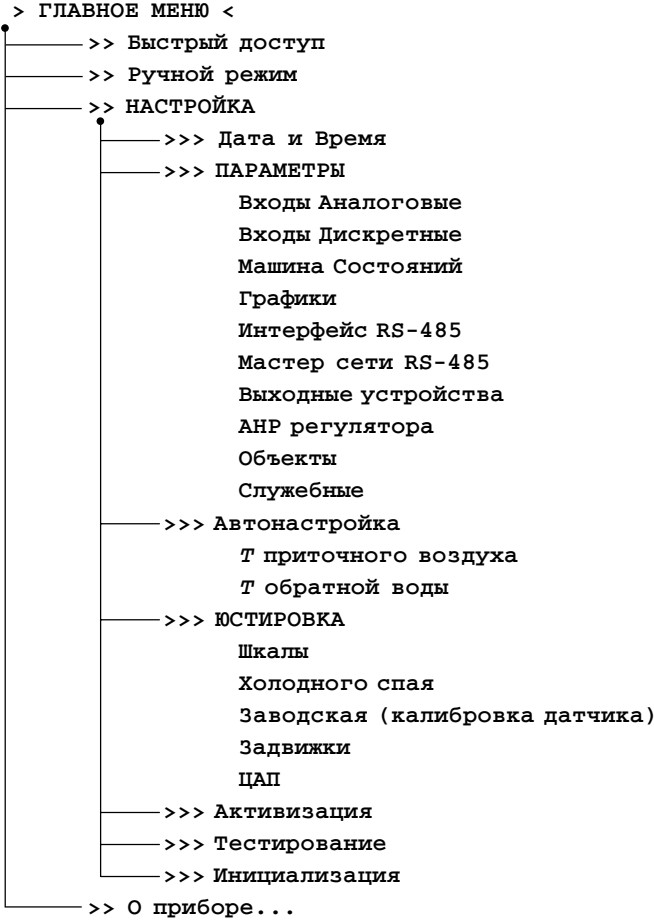 > ГЛАВНОЕ МЕНЮ <
>> Быстрый доступ
>> Ручной режим
>> НАСТРОЙКА
>>> Дата и Время
>>> ПАРАМЕТРЫ
Входы Аналоговые
Входы Дискретные
Машина Состояний
Графики
Интерфейс RS-485
Мастер сети RS-485
Выходные устройства
АНР регулятора
Объекты
Служебные
>>> Автонастройка
T приточного воздуха
T обратной воды
>>> ЮСТИРОВКА
Шкалы
Холодного спая
Заводская (калибровка датчика)
Задвижки
ЦАП
>>> Активизация
>>> Тестирование
>>> Инициализация
>> О приборе...